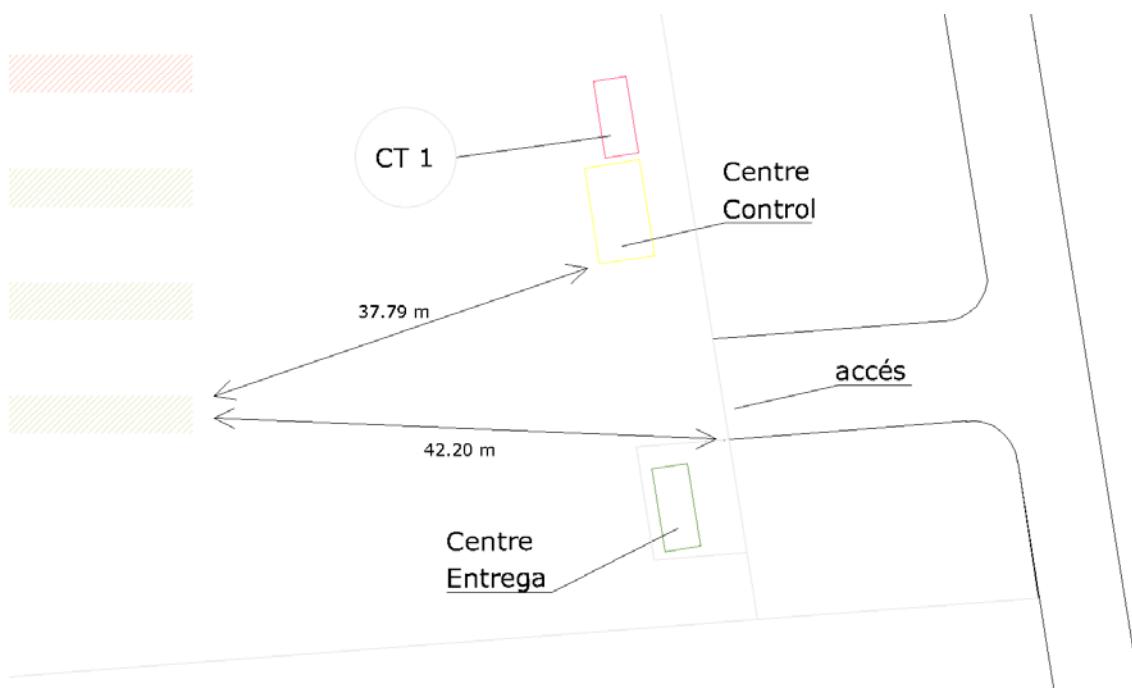 CT 1
Centre
Control
37.79 m
accés
42.20 m
Centre
Entrega